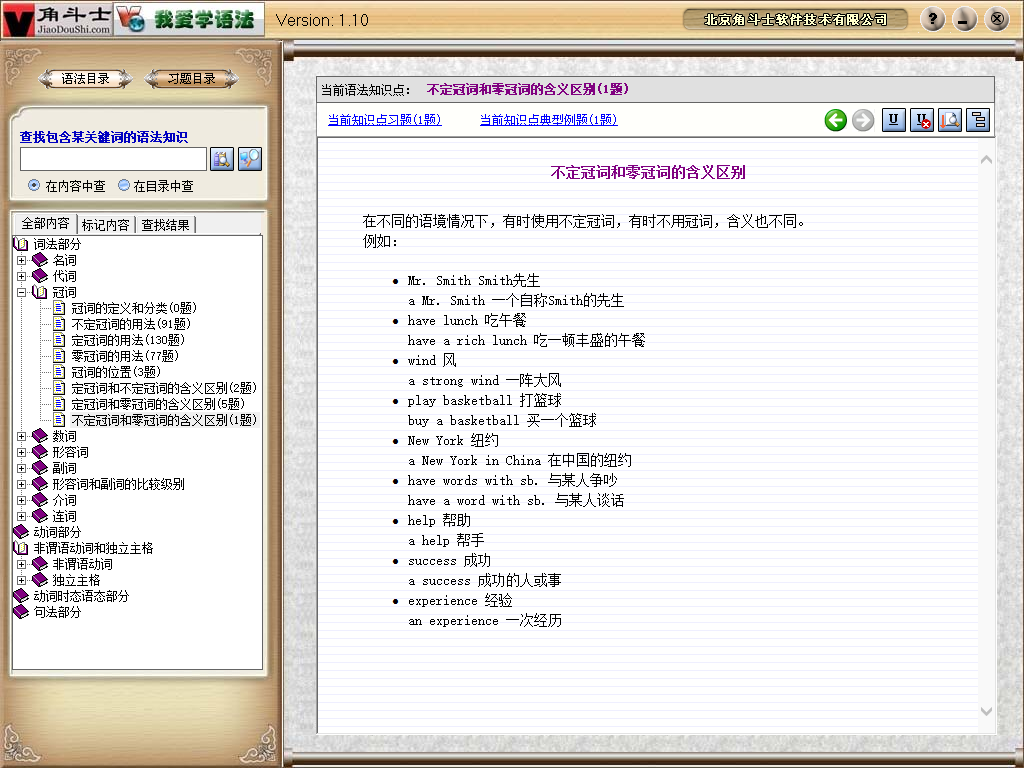 角斗士
JiaoDouShi.com
我爱学语法
Version: 1.10
北京角斗士软件技术有限公司
语法目录
习题目录
查找包含某关键词的语法知识
在内容中查
在目录中查
全部内容
标记内容
查找结果
词法部分
名词
代词
冠词
冠词的定义和分类(0题)
不定冠词的用法(91题)
定冠词的用法(130题)
零冠词的用法(77题)
冠词的位置(3题)
定冠词和不定冠词的含义区别(2题)
定冠词和零冠词的含义区别(5题)
不定冠词和零冠词的含义区别(1题)
数词
形容词
副词
形容词和副词的比较级别
介词
连词
动词部分
非谓语动词和独立主格
非谓语动词
独立主格
动词时态语态部分
句法部分
当前语法知识点: 不定冠词和零冠词的含义区别(1题)
当前知识点习题(1题)
当前知识点典型例题(1题)
不定冠词和零冠词的含义区别
在不同的语境情况下，有时使用不定冠词，有时不用冠词，含义也不同。
例如：
• Mr. Smith Smith先生
a Mr. Smith 一个自称Smith的先生
• have lunch 吃午餐
have a rich lunch 吃一顿丰盛的午餐
• wind 风
a strong wind 一阵大风
• play basketball 打篮球
buy a basketball 买一个篮球
• New York 纽约
a New York in China 在中国的纽约
• have words with sb. 与某人争吵
have a word with sb. 与某人谈话
• help 帮助
a help 帮手
• success 成功
a success 成功的人或事
• experience 经验
an experience 一次经历